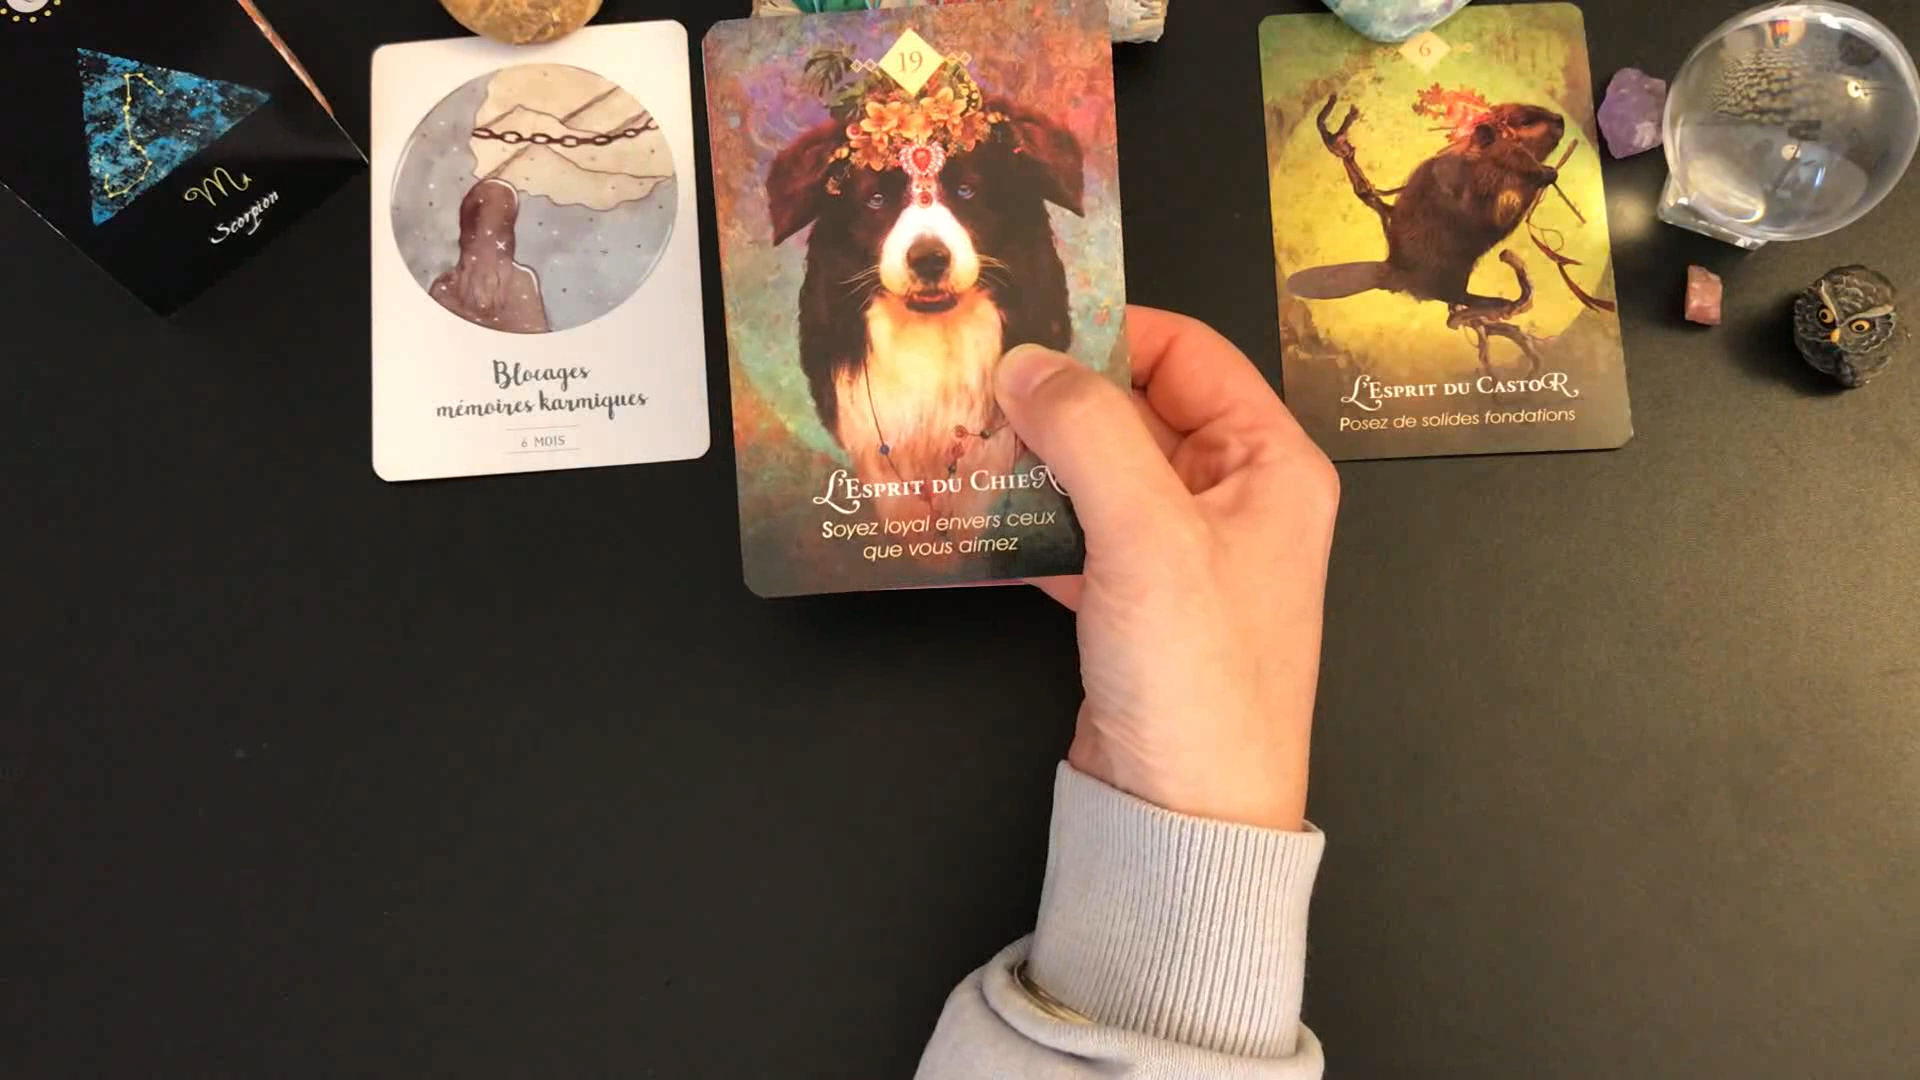 Scorpion
Blocages
mémoires karmiques
6 MOIS
19
L'Esprit du Chien
Soyez loyal envers ceux
que vous aimez
6
L'Esprit du Castor
Posez de solides fondations